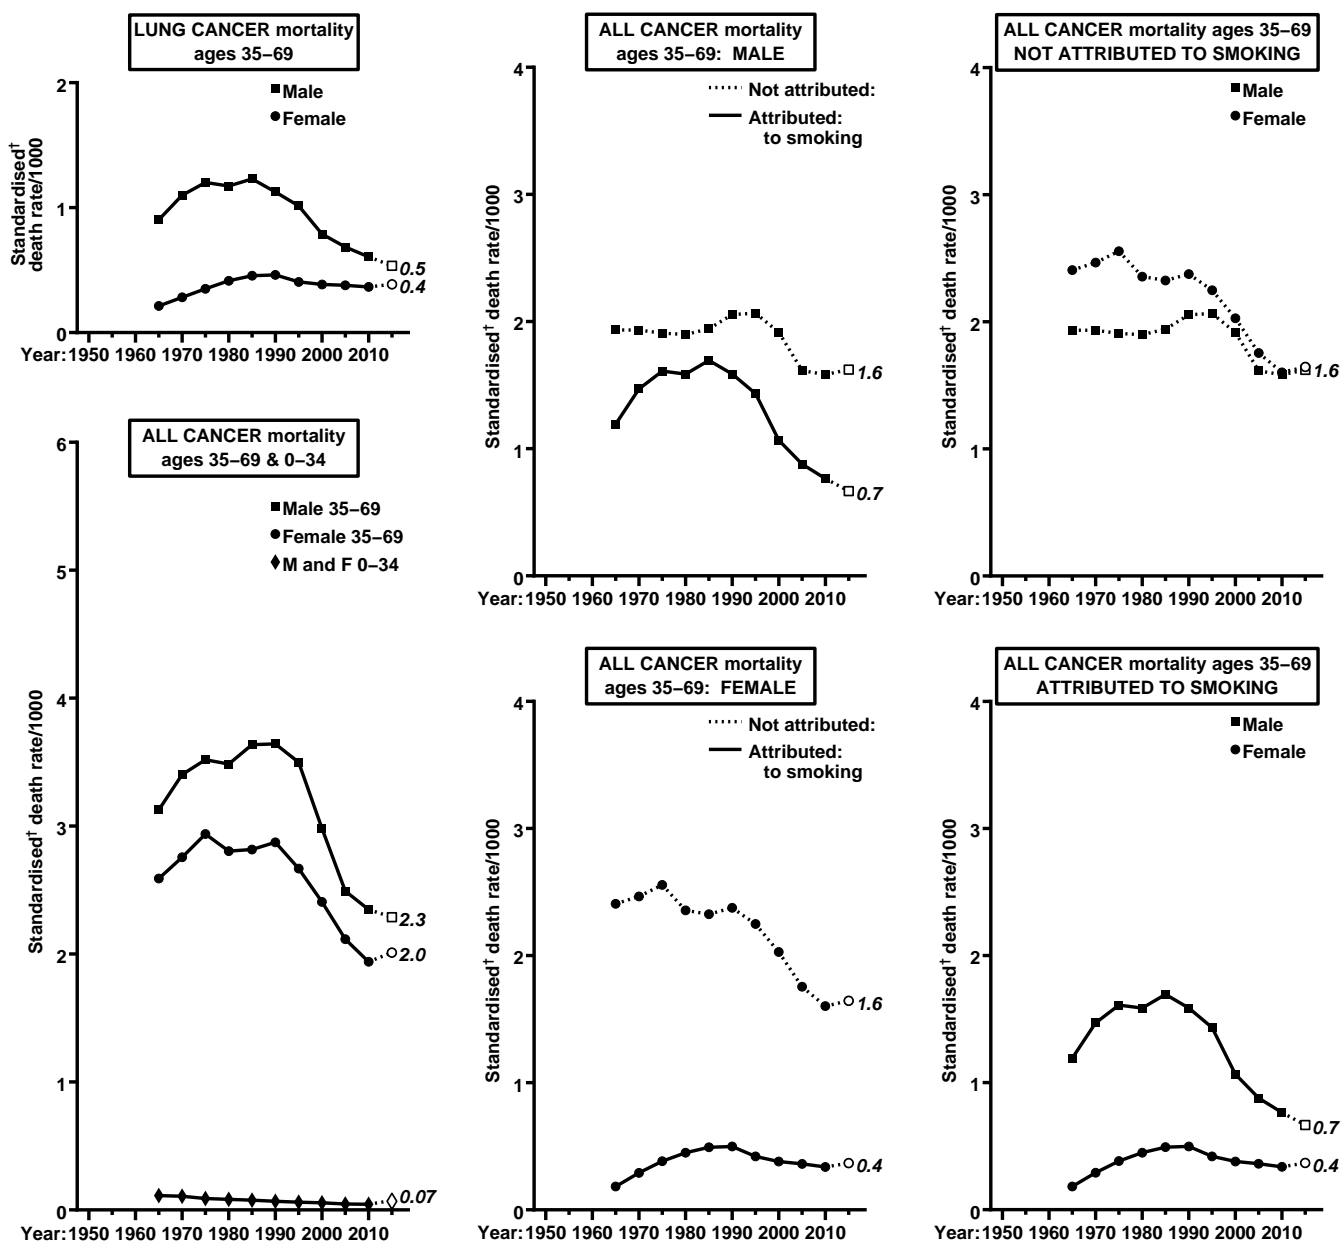 LUNG CANCER mortality
ages 35–69
2
1
0
Standardised†
death rate/1000
Male
Female
0.5
0.4
Year: 1950 1960 1970 1980 1990 2000 2010
ALL CANCER mortality
ages 35–69 & 0–34
6
5
4
3
2
1
0
Standardised† death rate/1000
Male 35–69
Female 35–69
M and F 0–34
2.3
2.0
0.07
Year: 1950 1960 1970 1980 1990 2000 2010
ALL CANCER mortality
ages 35–69: MALE
4
3
2
1
0
Standardised† death rate/1000
Not attributed:
Attributed:
to smoking
1.6
0.7
Year: 1950 1960 1970 1980 1990 2000 2010
ALL CANCER mortality
ages 35–69: FEMALE
4
3
2
1
0
Standardised† death rate/1000
Not attributed:
Attributed:
to smoking
1.6
0.4
Year: 1950 1960 1970 1980 1990 2000 2010
ALL CANCER mortality ages 35–69
NOT ATTRIBUTED TO SMOKING
4
3
2
1
0
Standardised† death rate/1000
Male
Female
1.6
Year: 1950 1960 1970 1980 1990 2000 2010
ALL CANCER mortality ages 35–69
ATTRIBUTED TO SMOKING
4
3
2
1
0
Standardised† death rate/1000
Male
Female
0.7
0.4
Year: 1950 1960 1970 1980 1990 2000 2010